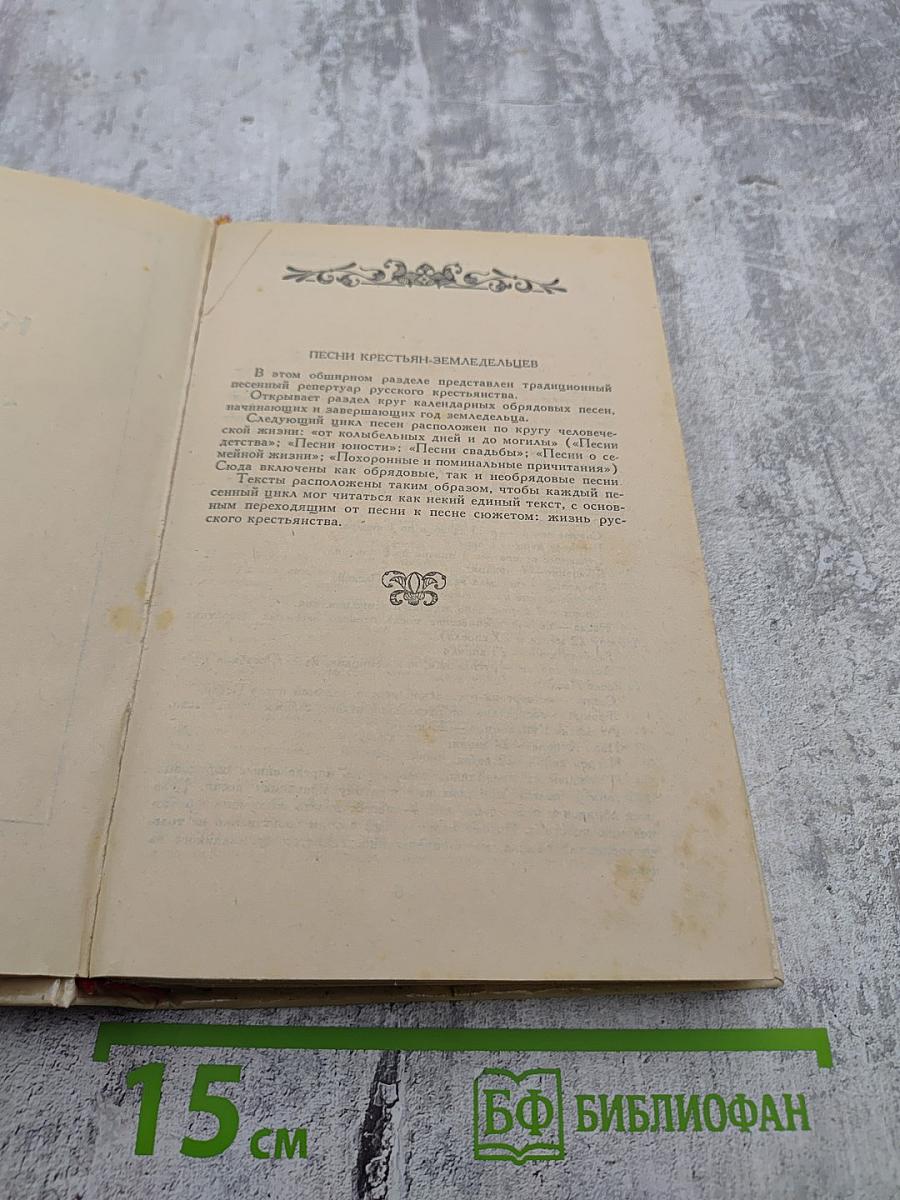 ПЕСНИ КРЕСТЬЯН-ЗЕМЛЕДЕЛЬЦЕВ
В этом обширном разделе представлен традиционный
песенный репертуар русского крестьянства.
Открывает раздел круг календарных обрядовых песен,
начинающих и завершающих год земледельца.
Следующий цикл песен расположен по кругу человече-
ской жизни: «от колыбельных дней и до могилы» («Песни
детства»; «Песни юности»; «Песни свадьбы»; «Песни о се-
мейной жизни»; «Похоронные и поминальные причитания»)
Сюда включены как обрядовые, так и необрядовые песни.
Тексты расположены таким образом, чтобы каждый пе-
сенный цикл мог читаться как некий единый текст, с основ-
ным переходящим от песни к песне сюжетом: жизнь рус-
ского крестьянства.
15 см
БФ БИБЛИОФАН